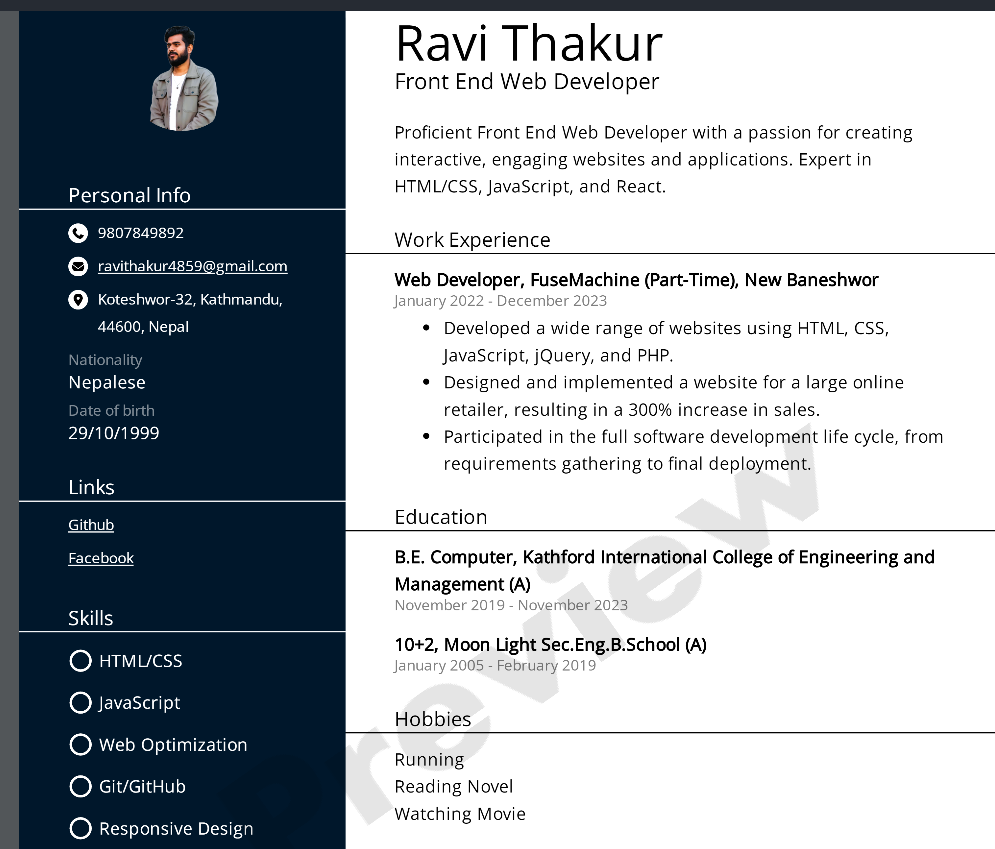 Personal Info
9807849892
ravithakur4859@gmail.com
Koteshwor-32, Kathmandu,
44600, Nepal
Nationality
Nepalese
Date of birth
29/10/1999
Links
Github
Facebook
Skills
HTML/CSS
JavaScript
Web Optimization
Git/GitHub
Responsive Design
Ravi Thakur
Front End Web Developer
Proficient Front End Web Developer with a passion for creating
interactive, engaging websites and applications. Expert in
HTML/CSS, JavaScript, and React.
Work Experience
Web Developer, FuseMachine (Part-Time), New Baneshwor
January 2022 - December 2023
Developed a wide range of websites using HTML, CSS,
JavaScript, jQuery, and PHP.
Designed and implemented a website for a large online
retailer, resulting in a 300% increase in sales.
Participated in the full software development life cycle, from
requirements gathering to final deployment.
Education
B.E. Computer, Kathford International College of Engineering and
Management (A)
November 2019 - November 2023
10+2, Moon Light Sec.Eng.B.School (A)
January 2005 - February 2019
Hobbies
Running
Reading Novel
Watching Movie
Preview